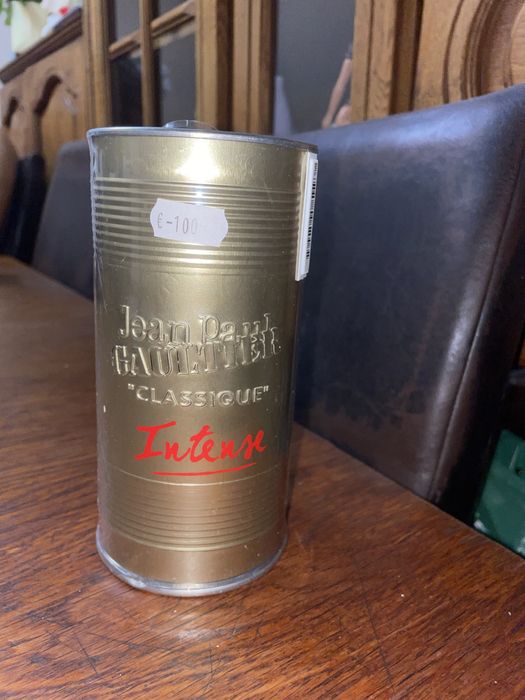 €-100
Jean Paul
GAULTIER
"CLASSIQUE"
Intense